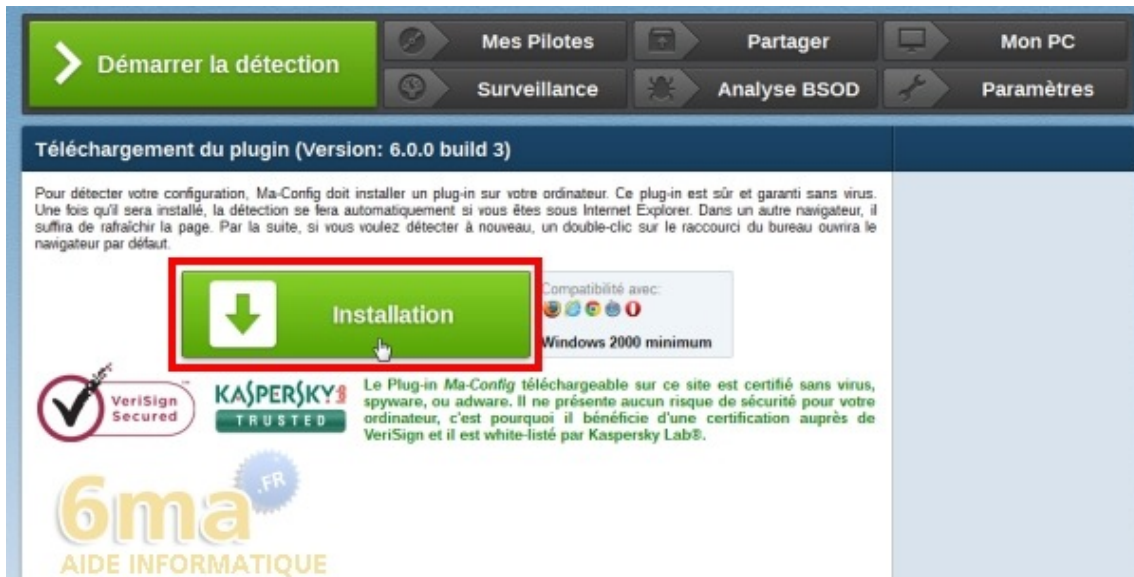 Démarrer la détection
Mes Pilotes
Partager
Mon PC
Surveillance
Analyse BSOD
Paramètres
Téléchargement du plugin (Version: 6.0.0 build 3)
Pour détecter votre configuration, Ma-Config doit installer un plug-in sur votre ordinateur. Ce plug-in est sûr et garanti sans virus.
Une fois qu'il sera installé, la détection se fera automatiquement si vous êtes sous Internet Explorer. Dans un autre navigateur, il
suffira de rafraîchir la page. Par la suite, si vous voulez détecter à nouveau, un double-clic sur le raccourci du bureau ouvrira le
navigateur par défaut.
Installation
Compatibilité avec:
Windows 2000 minimum
VeriSign
Secured
KASPERSKY
TRUSTED
Le Plug-in Ma-Config téléchargeable sur ce site est certifié sans virus,
spyware, ou adware. Il ne présente aucun risque de sécurité pour votre
ordinateur, c'est pourquoi il bénéficie d'une certification auprès de
VeriSign et il est white-listé par Kaspersky Lab®.
6ma
.FR
AIDE INFORMATIQUE